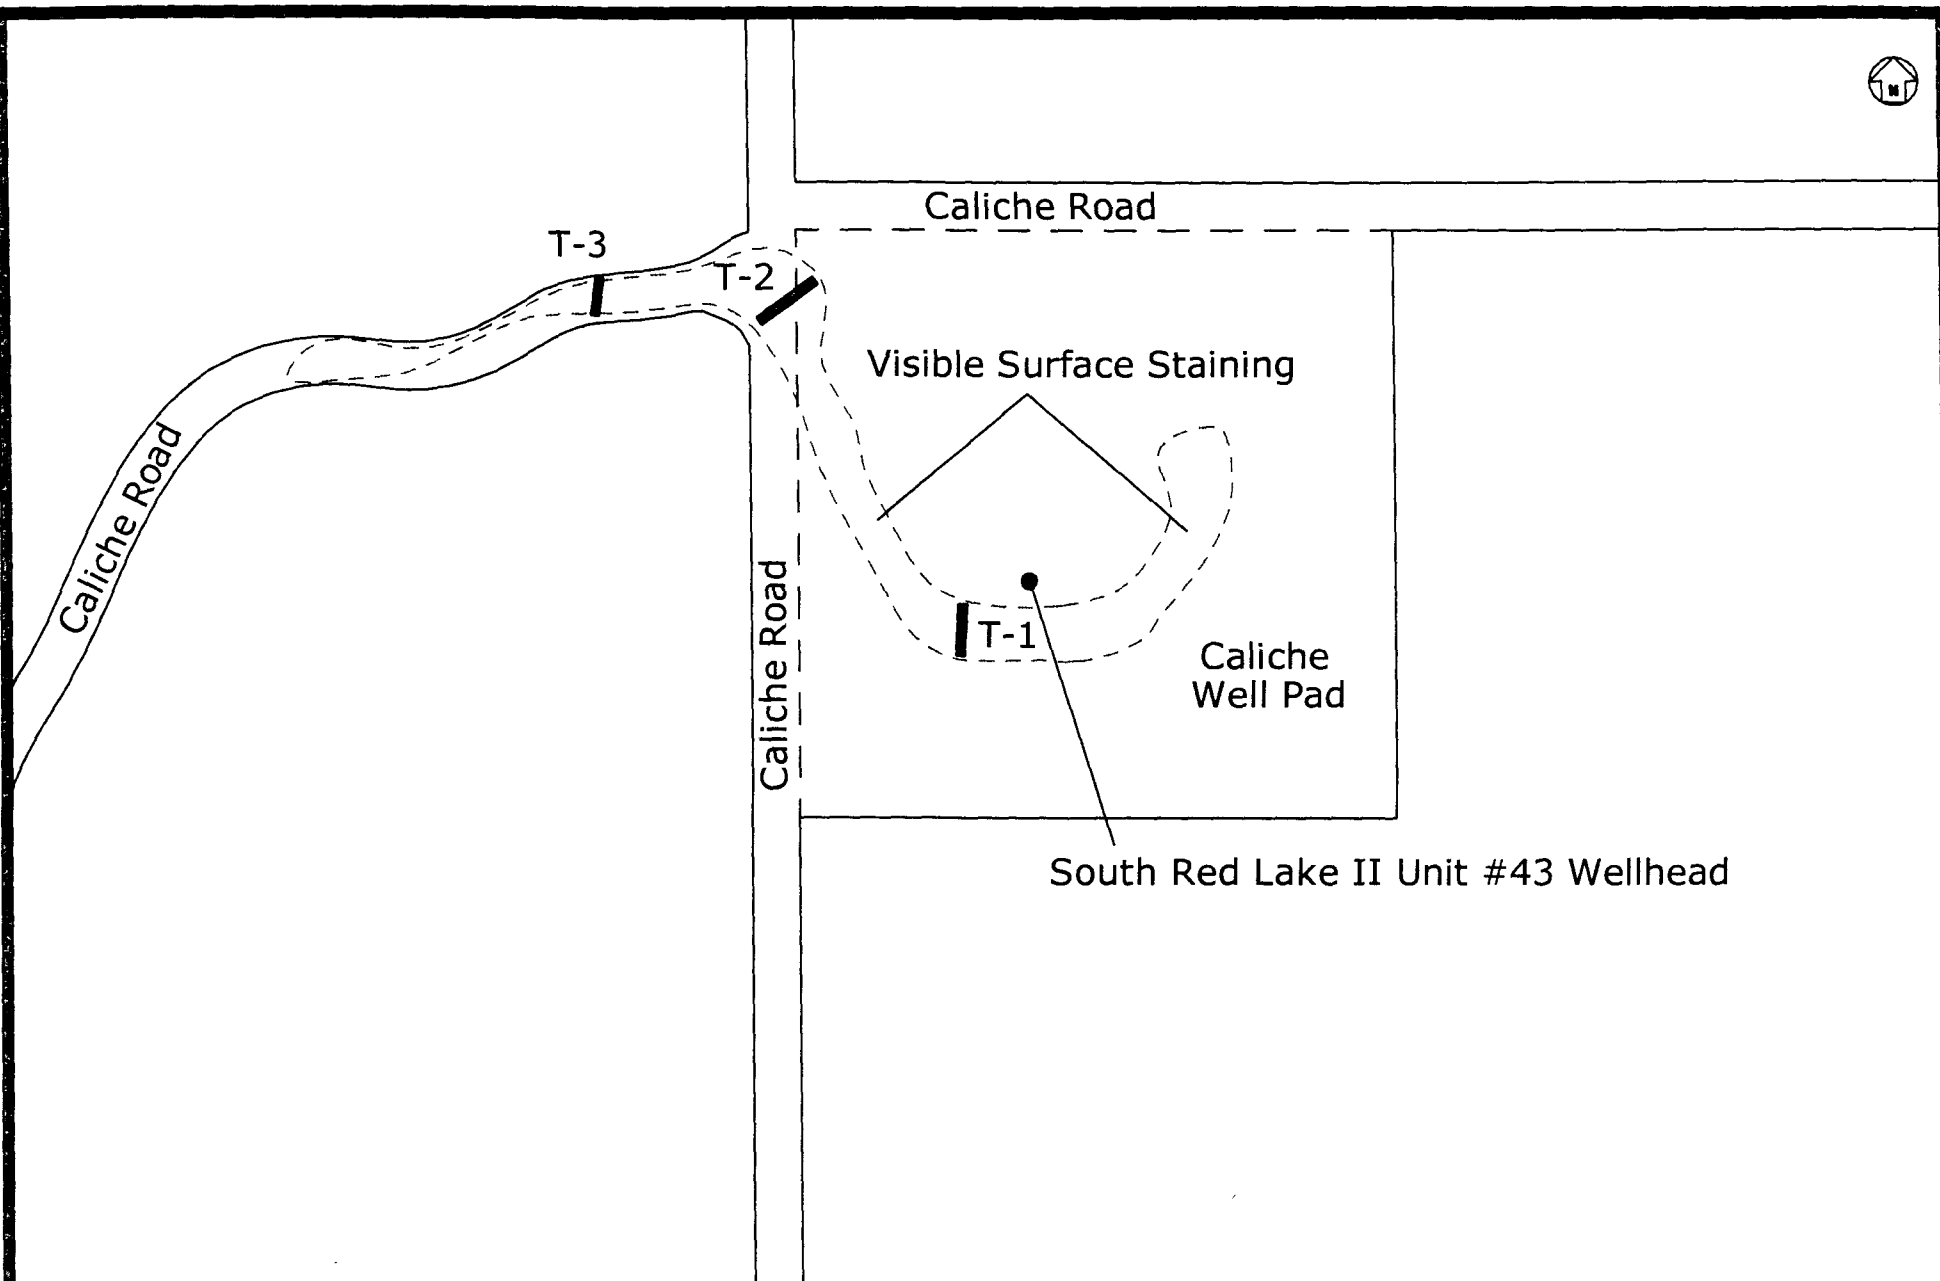 N
Caliche Road
T-3
T-2
Visible Surface Staining
Caliche Road
Caliche Road
T-1
Caliche
Well Pad
South Red Lake II Unit #43 Wellhead